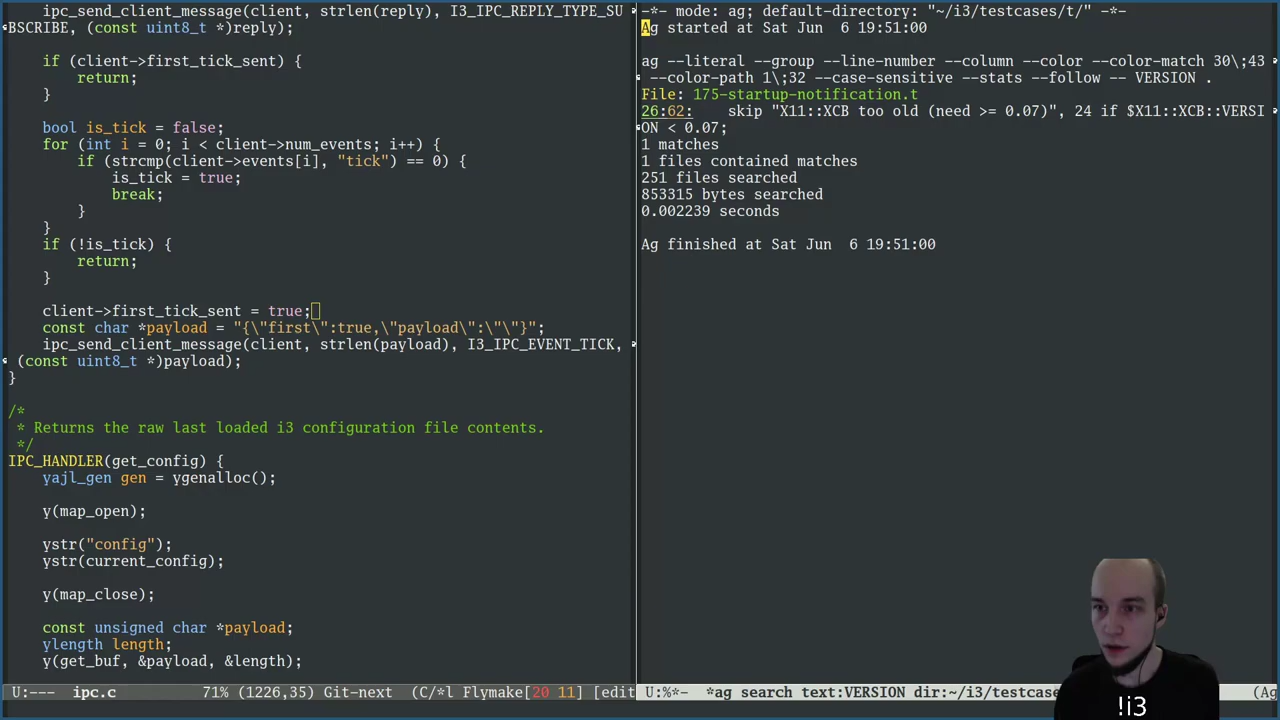 ipc_send_client_message(client, strlen(reply), I3_IPC_REPLY_TYPE_SU
BSCRIBE, (const uint8_t *)reply);
if (client->first_tick_sent) {
return;
}
bool is_tick = false;
for (int i = 0; i < client->num_events; i++) {
if (strcmp(client->events[i], "tick") == 0) {
is_tick = true;
break;
}
}
if (!is_tick) {
return;
}
client->first_tick_sent = true;
const char *payload = "{\"first\":true,\"payload\":\"\"}";
ipc_send_client_message(client, strlen(payload), I3_IPC_EVENT_TICK,
(const uint8_t *)payload);
}
/*
* Returns the raw last loaded i3 configuration file contents.
*/
IPC_HANDLER(get_config) {
yajl_gen gen = ygenalloc();
y(map_open);
ystr("config");
ystr(current_config);
y(map_close);
const unsigned char *payload;
ylength length;
y(get_buf, &payload, &length);
U:--- ipc.c 71% (1226,35) Git-next (C/*l Flymake[20 11] [edit
-*- mode: ag; default-directory: "~/i3/testcases/t/" -*-
Ag started at Sat Jun 6 19:51:00
ag --literal --group --line-number --column --color --color-match 30\;43
--color-path 1\;32 --case-sensitive --stats --follow -- VERSION .
File: 175-startup-notification.t
26:62: skip "X11::XCB too old (need >= 0.07)", 24 if $X11::XCB::VERSI
ON < 0.07;
1 matches
1 files contained matches
251 files searched
853315 bytes searched
0.002239 seconds
Ag finished at Sat Jun 6 19:51:00
U:%*- *ag search text:VERSION dir:~/i3/testcase
(Ag
!i3